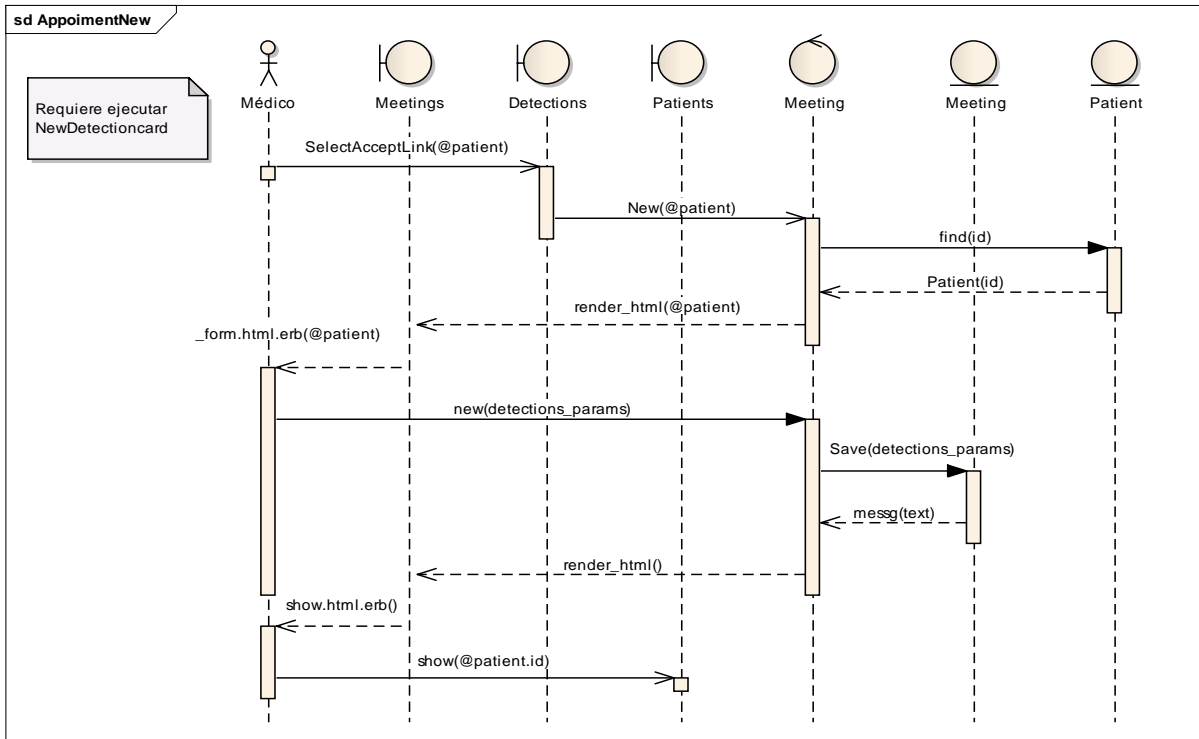 sd AppoimentNew
Requiere ejecutar
NewDetectioncard
Médico
Meetings
Detections
Patients
Meeting
Meeting
Patient
SelectAcceptLink(@patient)
New(@patient)
find(id)
Patient(id)
render_html(@patient)
_form.html.erb(@patient)
new(detections_params)
Save(detections_params)
messg(text)
render_html()
show.html.erb()
show(@patient.id)